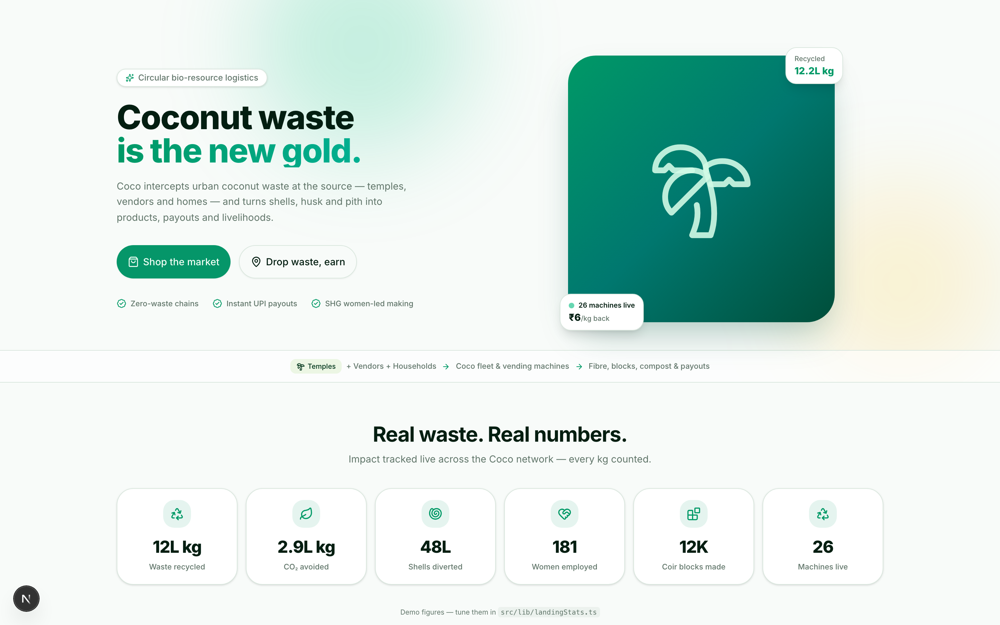 Circular bio-resource logistics
Coconut waste
is the new gold.
Coco intercepts urban coconut waste at the source — temples,
vendors and homes — and turns shells, husk and pith into
products, payouts and livelihoods.
Shop the market
Drop waste, earn
Zero-waste chains
Instant UPI payouts
SHG women-led making
Recycled
12.2L kg
26 machines live
₹6/kg back
Temples + Vendors + Households → Coco fleet & vending machines → Fibre, blocks, compost & payouts
Real waste. Real numbers.
Impact tracked live across the Coco network — every kg counted.
12L kg
Waste recycled
2.9L kg
CO₂ avoided
48L
Shells diverted
181
Women employed
12K
Coir blocks made
26
Machines live
N
Demo figures — tune them in src/lib/landingStats.ts